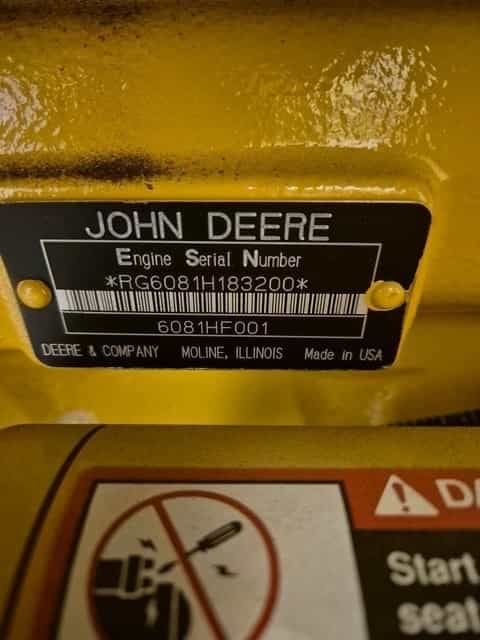 JOHN DEERE
Engine Serial Number
*RG6081H183200*
6081HF001
DEERE & COMPANY MOLINE, ILLINOIS Made in USA
Start
seat